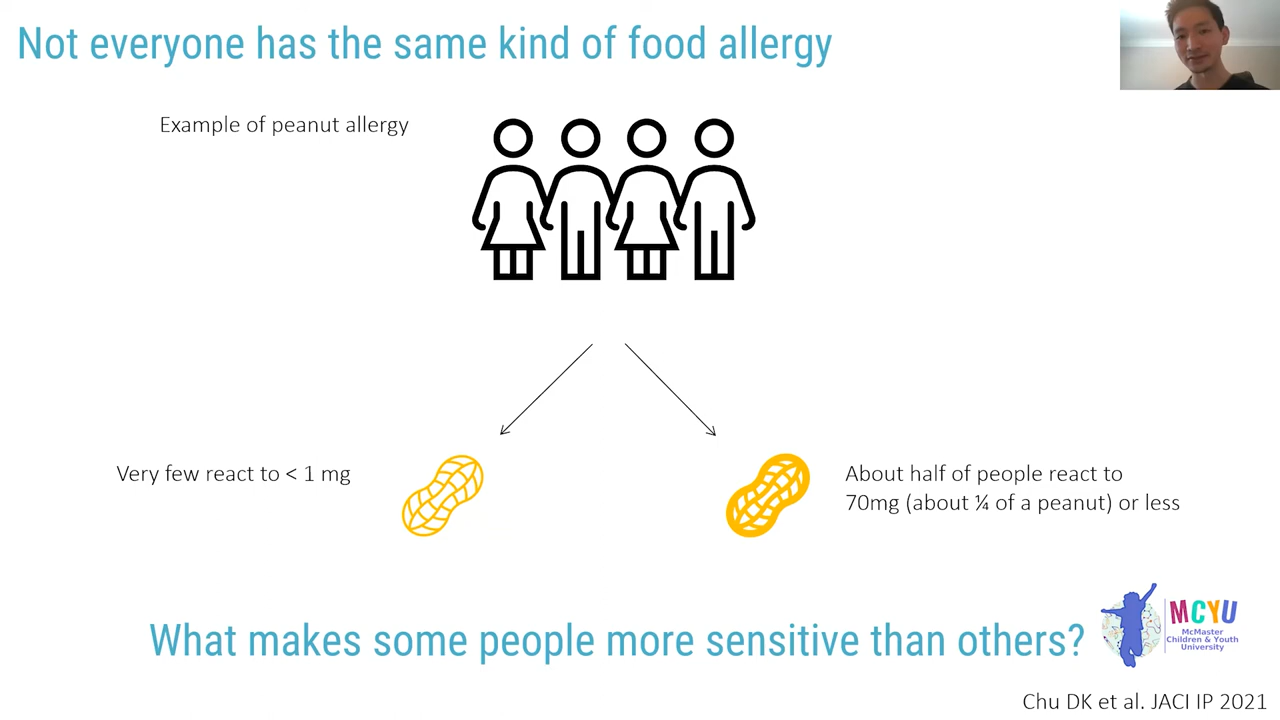 Not everyone has the same kind of food allergy
Example of peanut allergy
Very few react to < 1 mg
About half of people react to
70mg (about ¼ of a peanut) or less
What makes some people more sensitive than others?
MCYU
McMaster
Children & Youth
University
Chu DK et al. JACI IP 2021